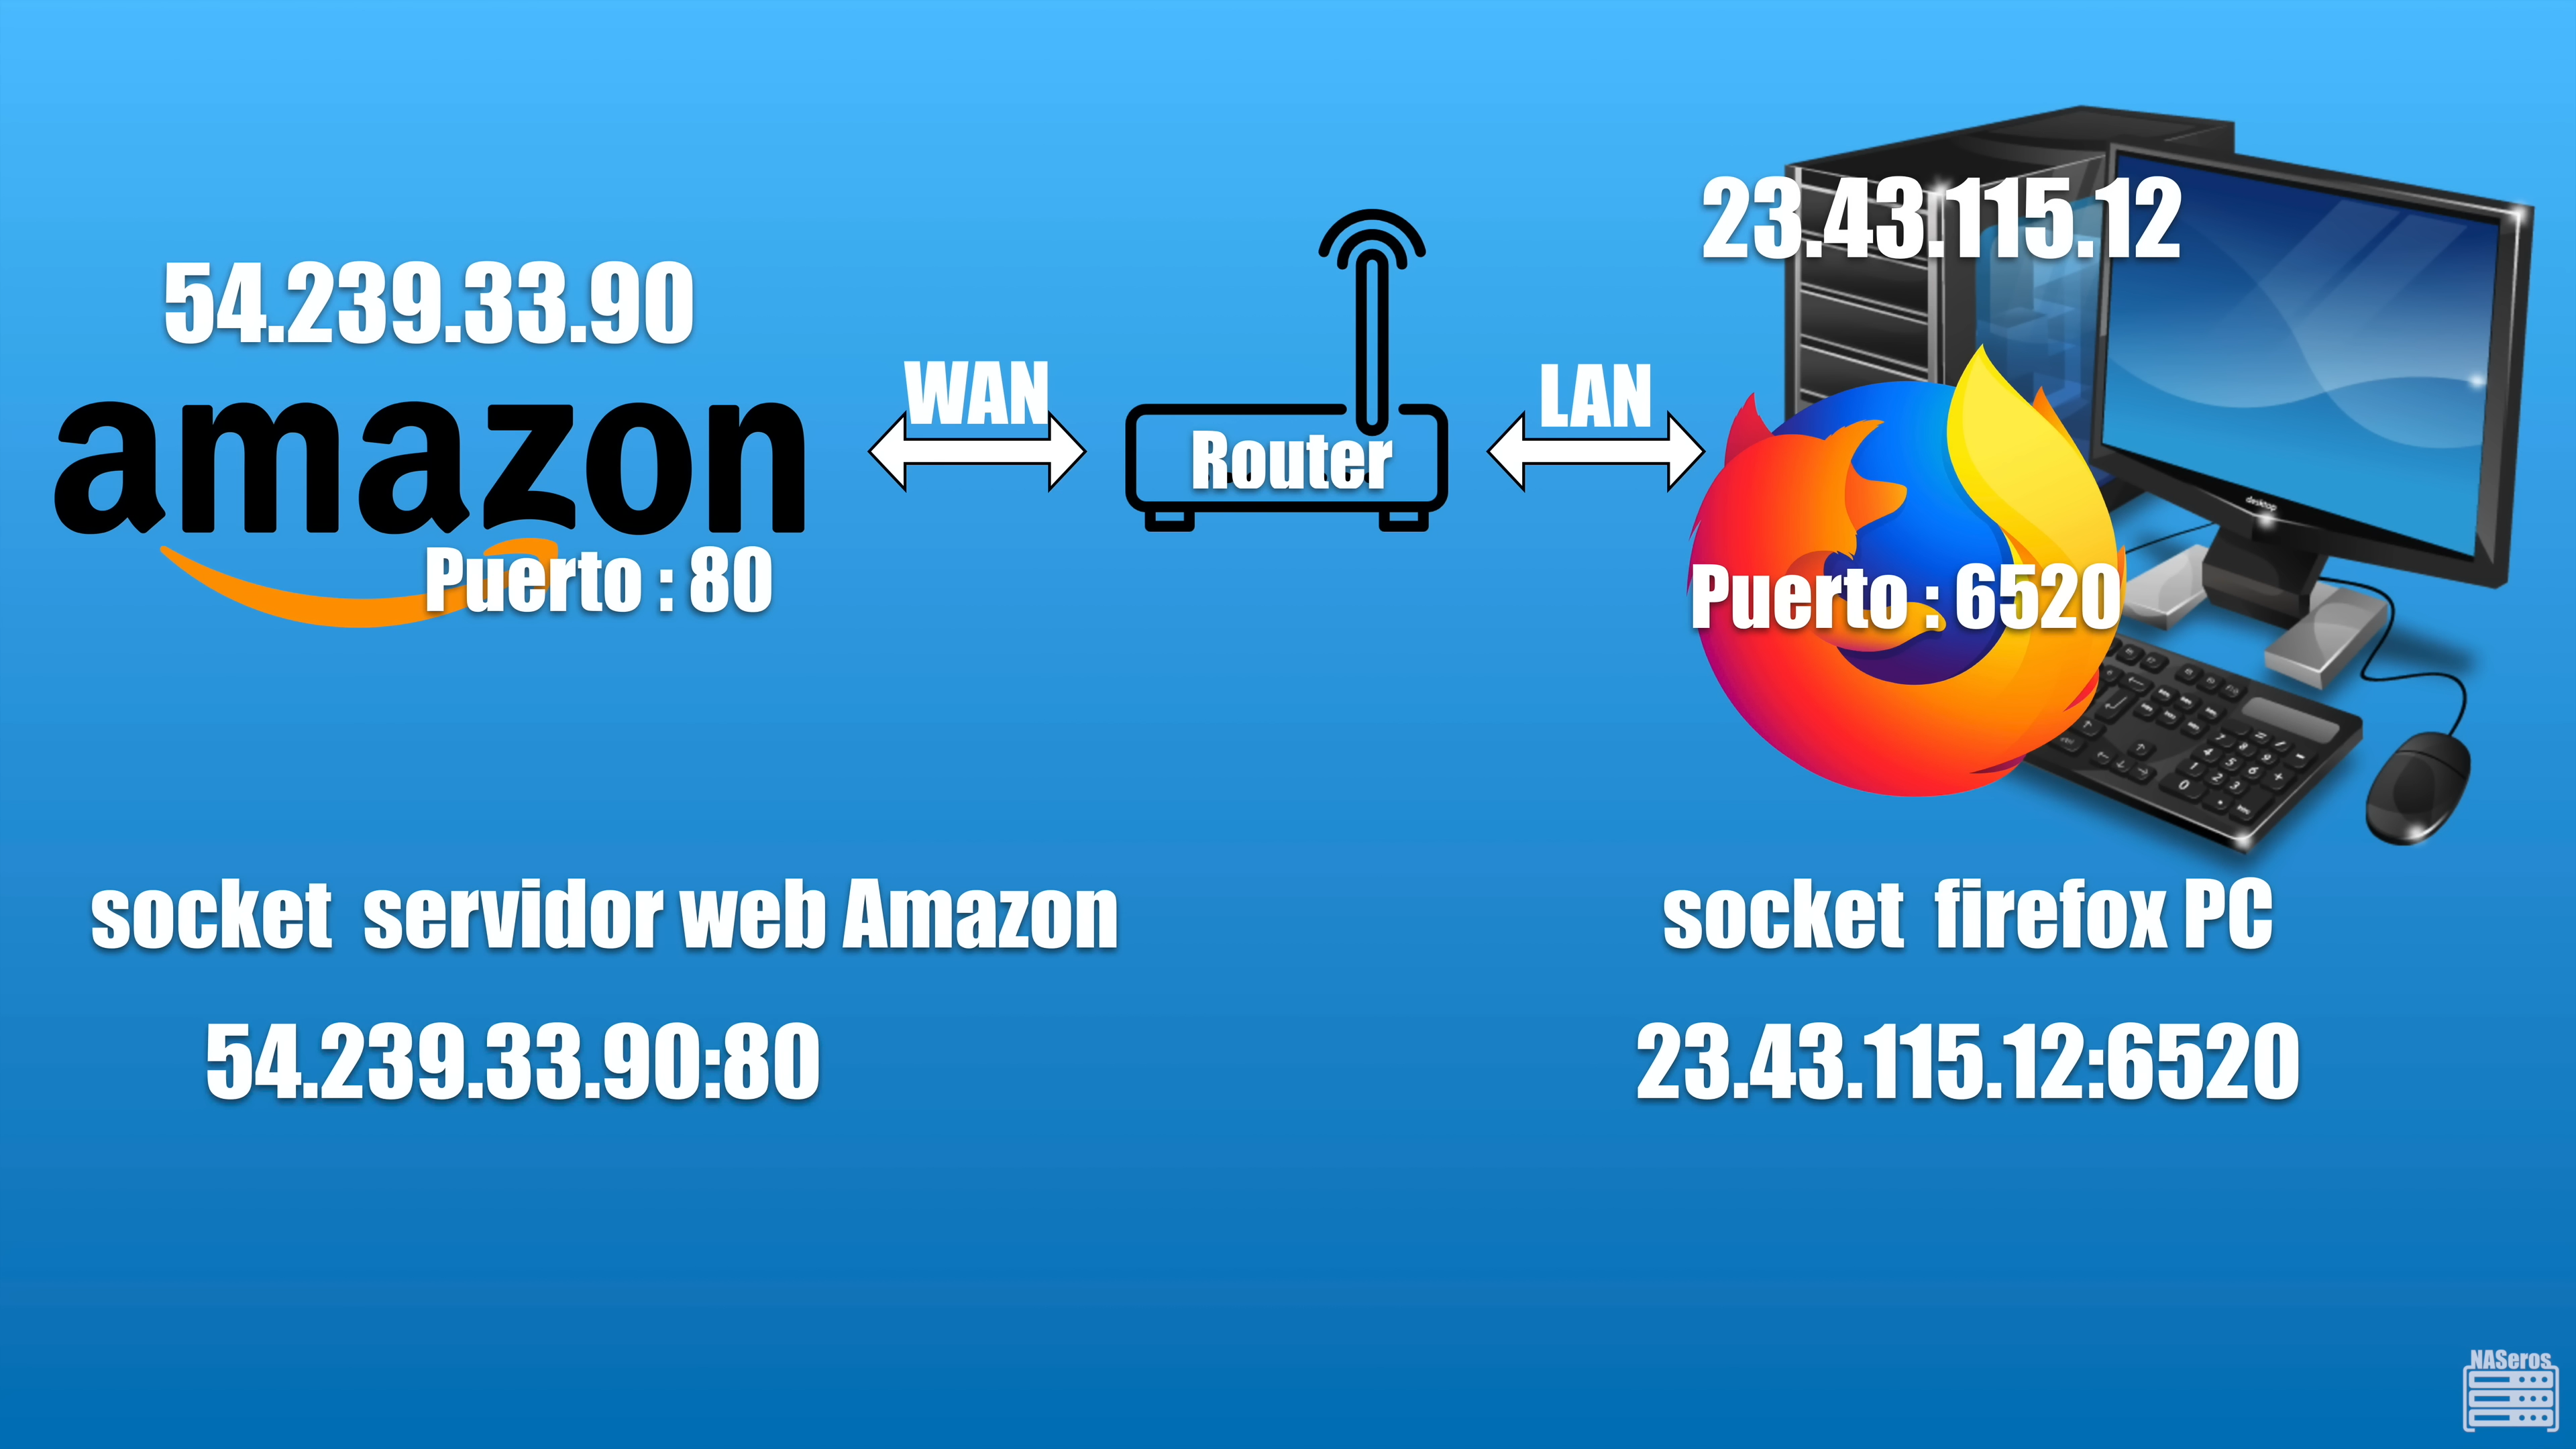 23.43.115.12
54.239.33.90
WAN
LAN
amazon
Router
Puerto : 80
Puerto : 6520
desktop
socket servidor web Amazon
socket firefox PC
54.239.33.90:80
23.43.115.12:6520
NASeros